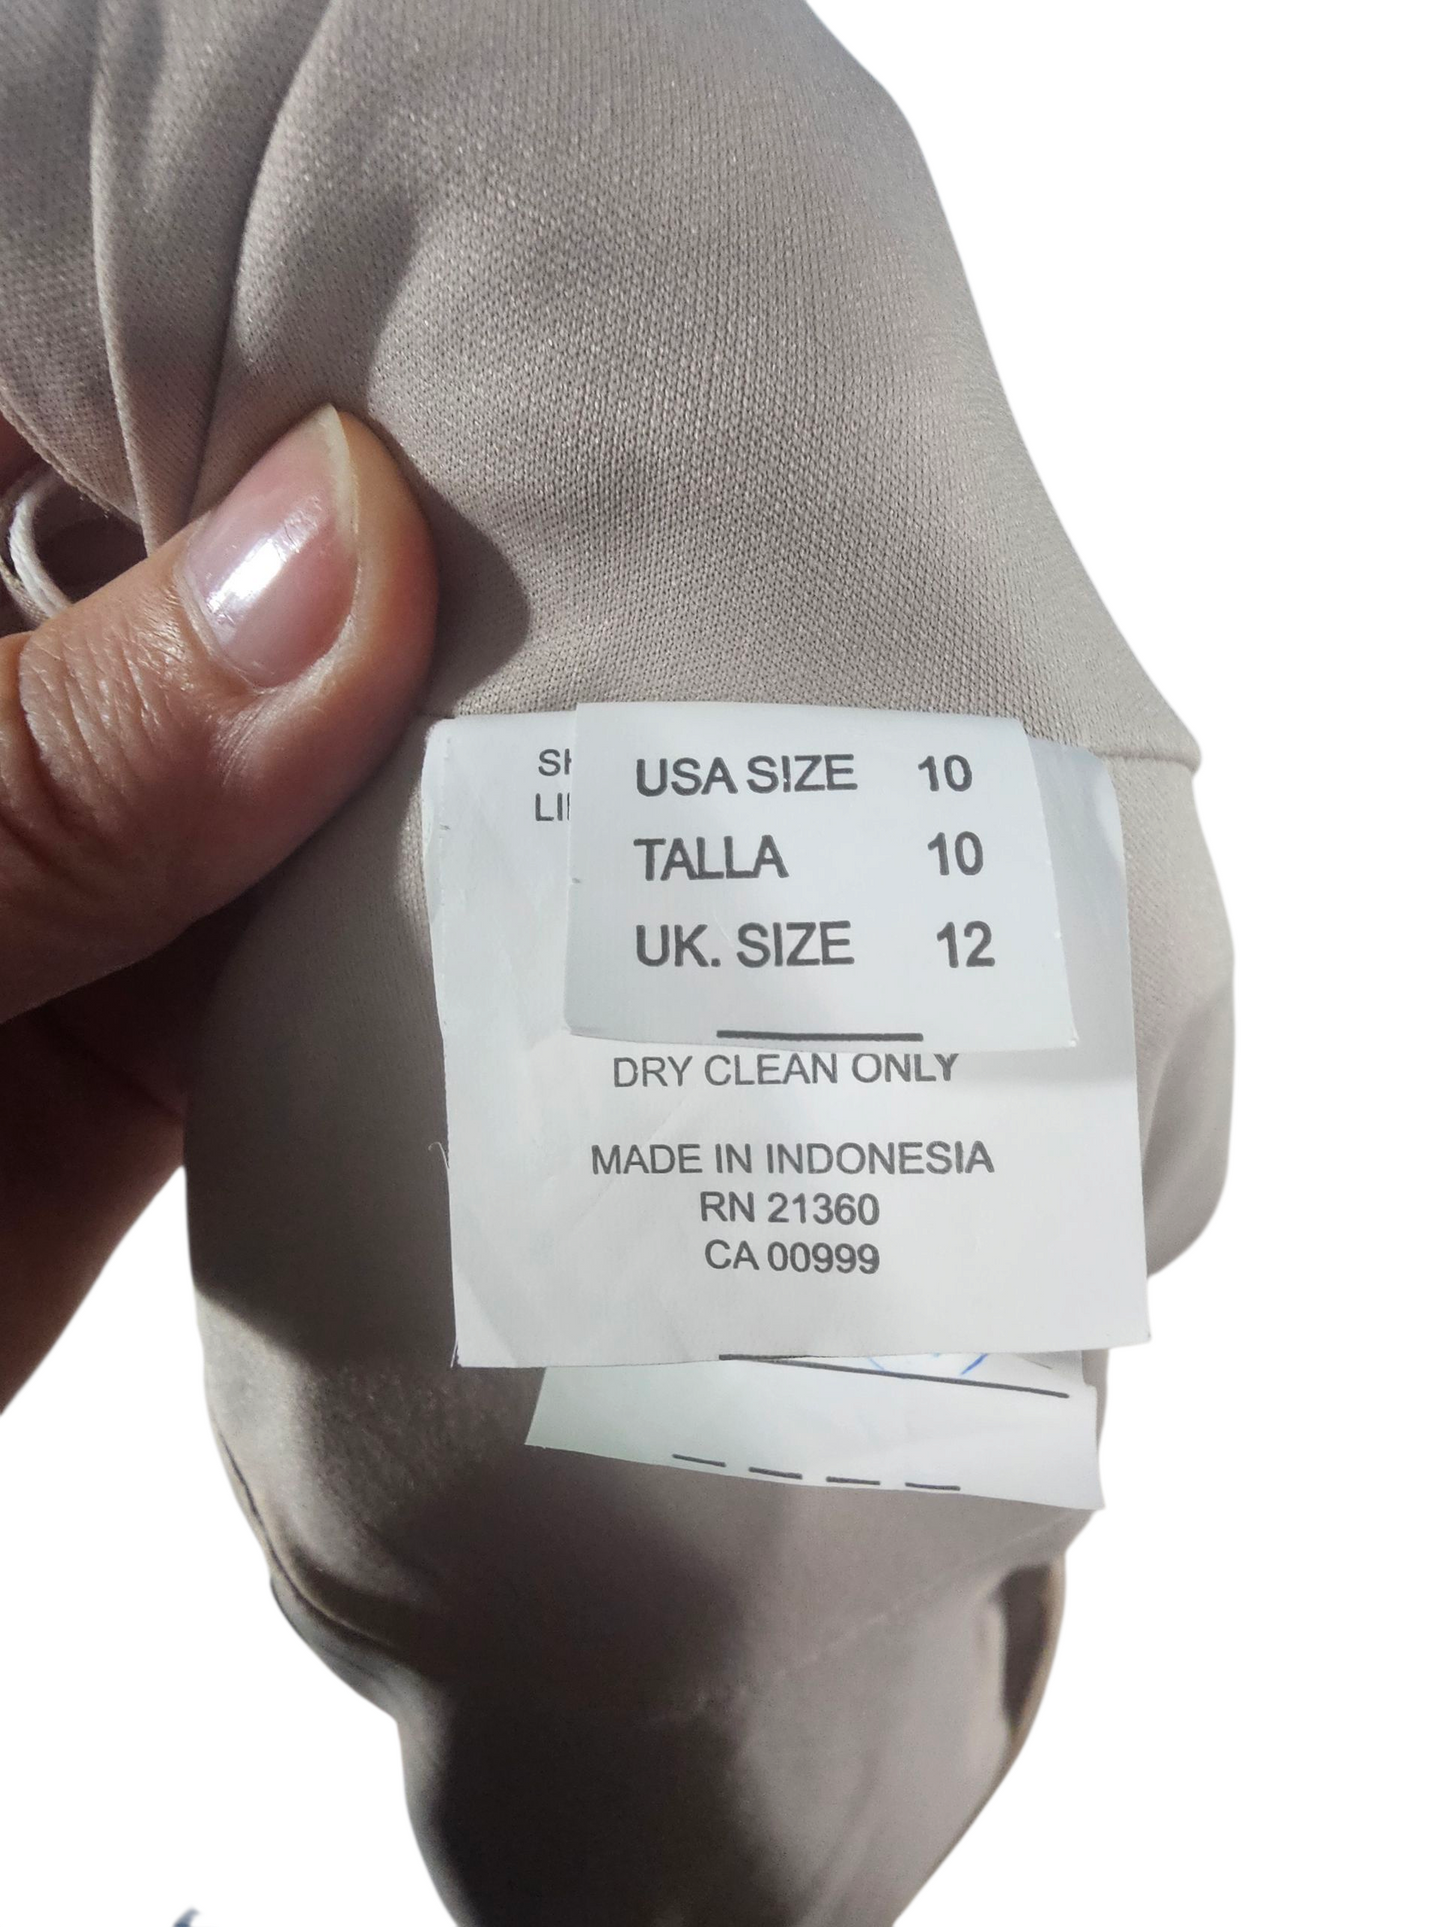 USA SIZE 10
TALLA 10
UK. SIZE 12
DRY CLEAN ONLY
MADE IN INDONESIA
RN 21360
CA 00999